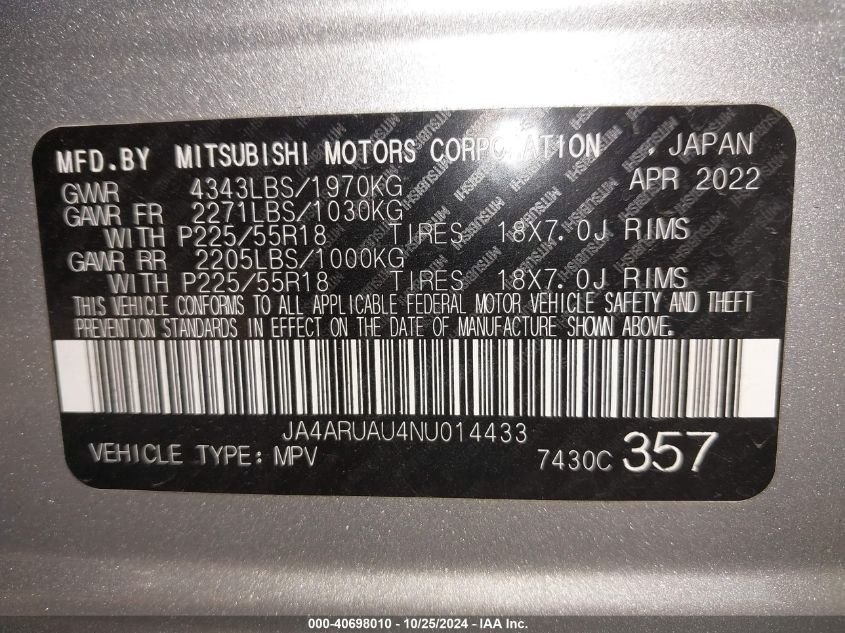 MFD.BY MITSUBISHI MOTORS CORPORATION , JAPAN
GVWR 4343LBS/1970KG APR 2022
GAWR FR 2271LBS/1030KG
WITH P225/55R18 TIRES 18X7.0J RIMS
GAWR RR 2205LBS/1000KG
WITH P225/55R18 TIRES 18X7.0J RIMS
THIS VEHICLE CONFORMS TO ALL APPLICABLE FEDERAL MOTOR VEHICLE SAFETY AND THEFT
PREVENTION STANDARDS IN EFFECT ON THE DATE OF MANUFACTURE SHOWN ABOVE.
JA4ARUAU4NU014433
VEHICLE TYPE: MPV 7430C 357
000-40698010 - 10/25/2024 - IAA Inc.